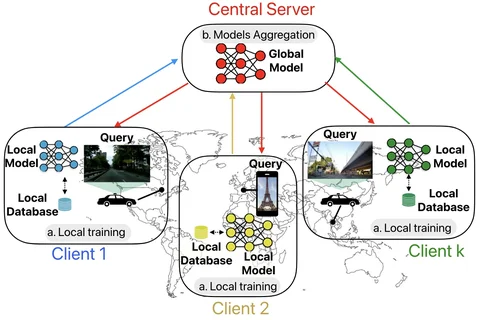 Central Server
b. Models Aggregation
Global
Model
Local
Model
Query
Local
Database
a. Local training
Client 1
Query
Local
Database
Local
Model
a. Local training
Client 2
Query
Local
Model
Local
Database
a. Local training
Client k